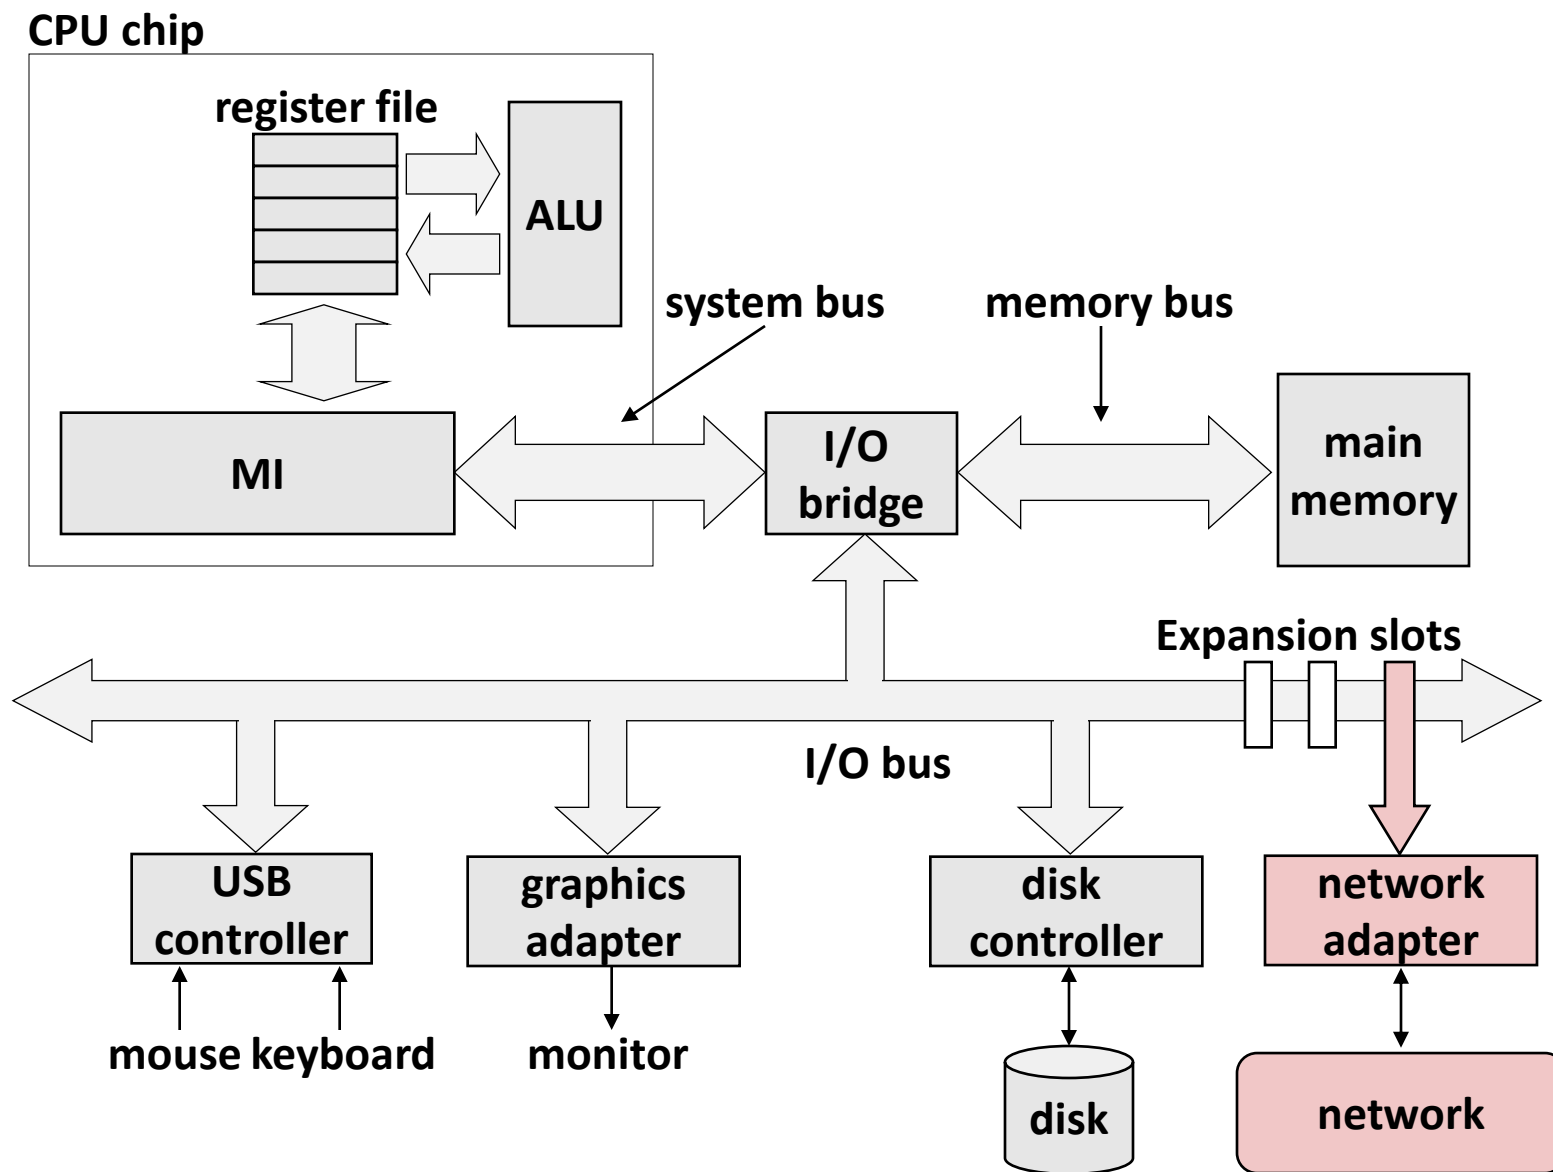 CPU chip
register file
ALU
system bus
memory bus
MI
I/O
bridge
main
memory
Expansion slots
I/O bus
USB
controller
graphics
adapter
disk
controller
network
adapter
mouse keyboard
monitor
disk
network